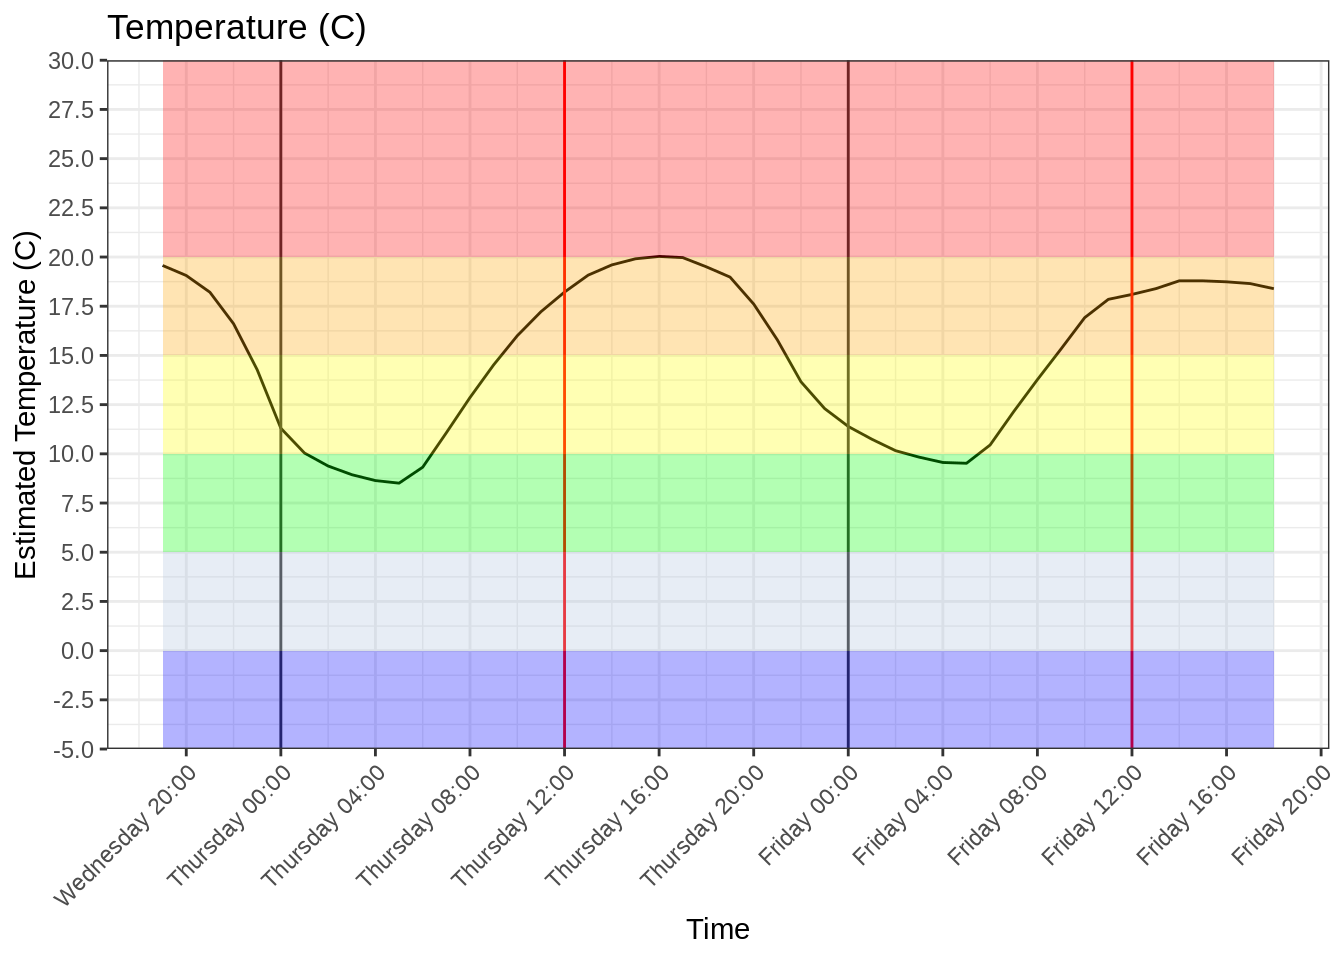 Temperature (C)
Estimated Temperature (C)
30.0
27.5
25.0
22.5
20.0
17.5
15.0
12.5
10.0
7.5
5.0
2.5
0.0
-2.5
-5.0
Wednesday 20:00
Thursday 00:00
Thursday 04:00
Thursday 08:00
Thursday 12:00
Thursday 16:00
Thursday 20:00
Friday 00:00
Friday 04:00
Friday 08:00
Friday 12:00
Friday 16:00
Friday 20:00
Time